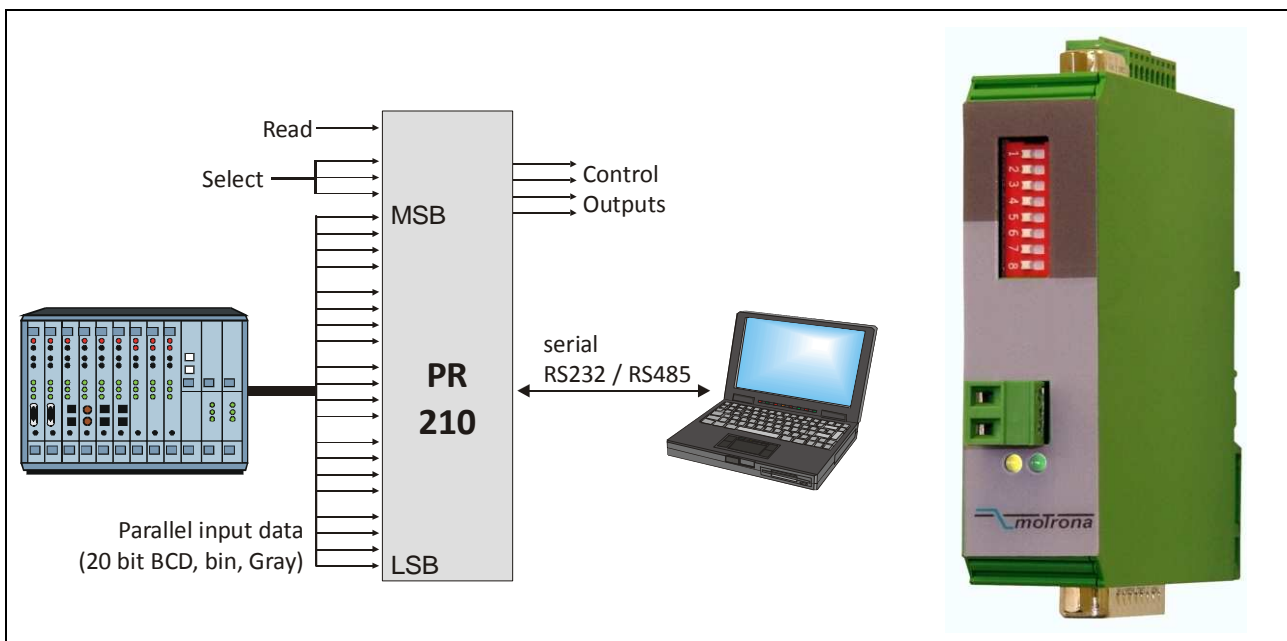 Read
Select
MSB
Control
Outputs
PR
210
serial
RS232 / RS485
Parallel input data
(20 bit BCD, bin, Gray)
LSB
1
2
3
4
5
6
7
8
moTrona